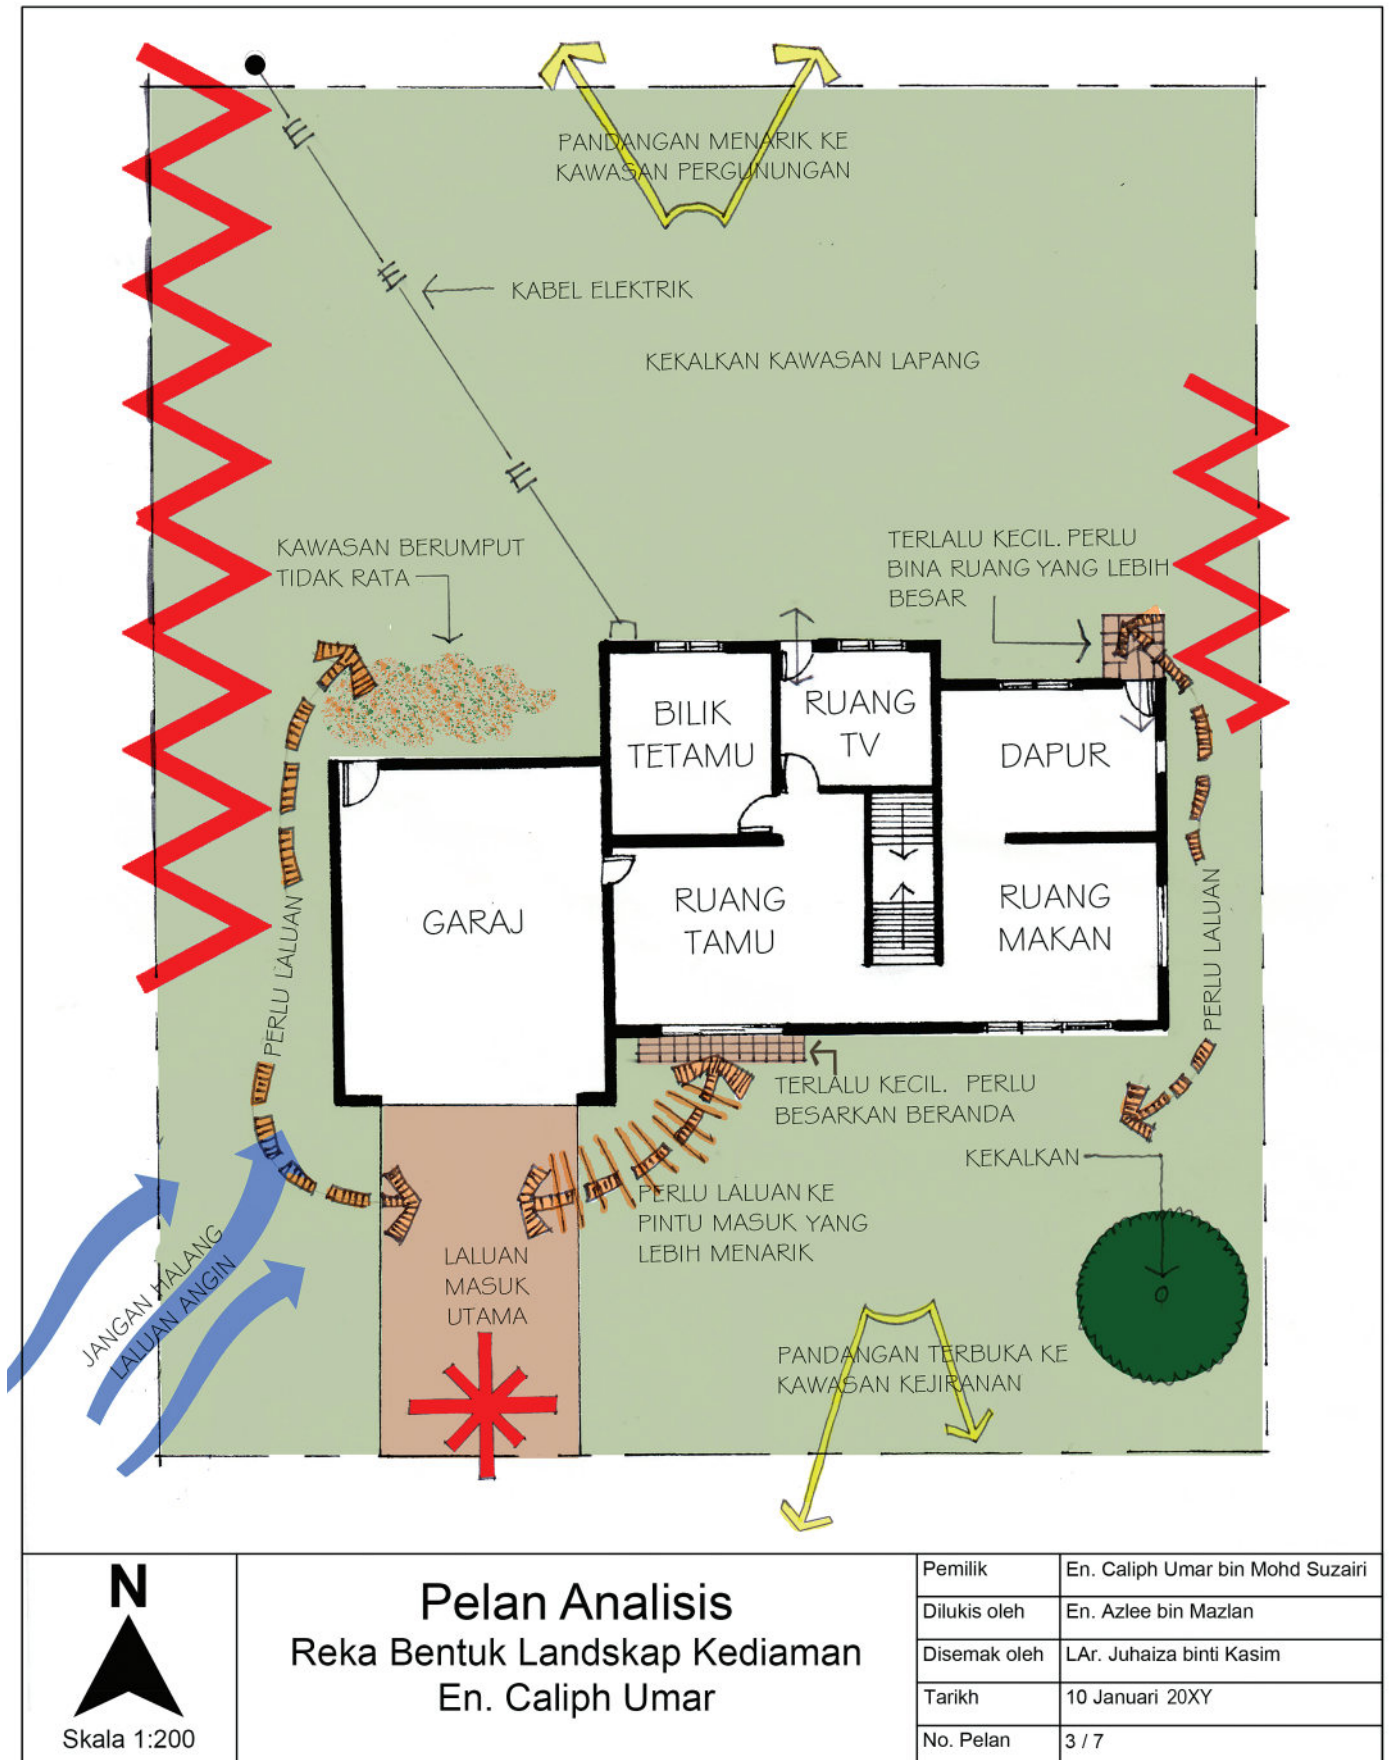 PANDANGAN MENARIK KE
KAWASAN PERGUNUNGAN
KABEL ELEKTRIK
KEKALKAN KAWASAN LAPANG
KAWASAN BERUMPUT
TIDAK RATA
TERLALU KECIL. PERLU
BINA RUANG YANG LEBIH
BESAR
BILIK
TETAMU
RUANG
TV
DAPUR
GARAJ
RUANG
TAMU
RUANG
MAKAN
PERLU LALUAN
PERLU LALUAN
TERLALU KECIL. PERLU
BESARKAN BERANDA
KEKALKAN
PERLU LALUAN KE
PINTU MASUK YANG
LEBIH MENARIK
JANGAN HALANG
LALUAN ANGIN
LALUAN
MASUK
UTAMA
PANDANGAN TERBUKA KE
KAWASAN KEJIRANAN
N
Skala 1:200
Pelan Analisis
Reka Bentuk Landskap Kediaman
En. Caliph Umar
Pemilik En. Caliph Umar bin Mohd Suzairi
Dilukis oleh En. Azlee bin Mazlan
Disemak oleh LAr. Juhaiza binti Kasim
Tarikh 10 Januari 20XY
No. Pelan 3 / 7